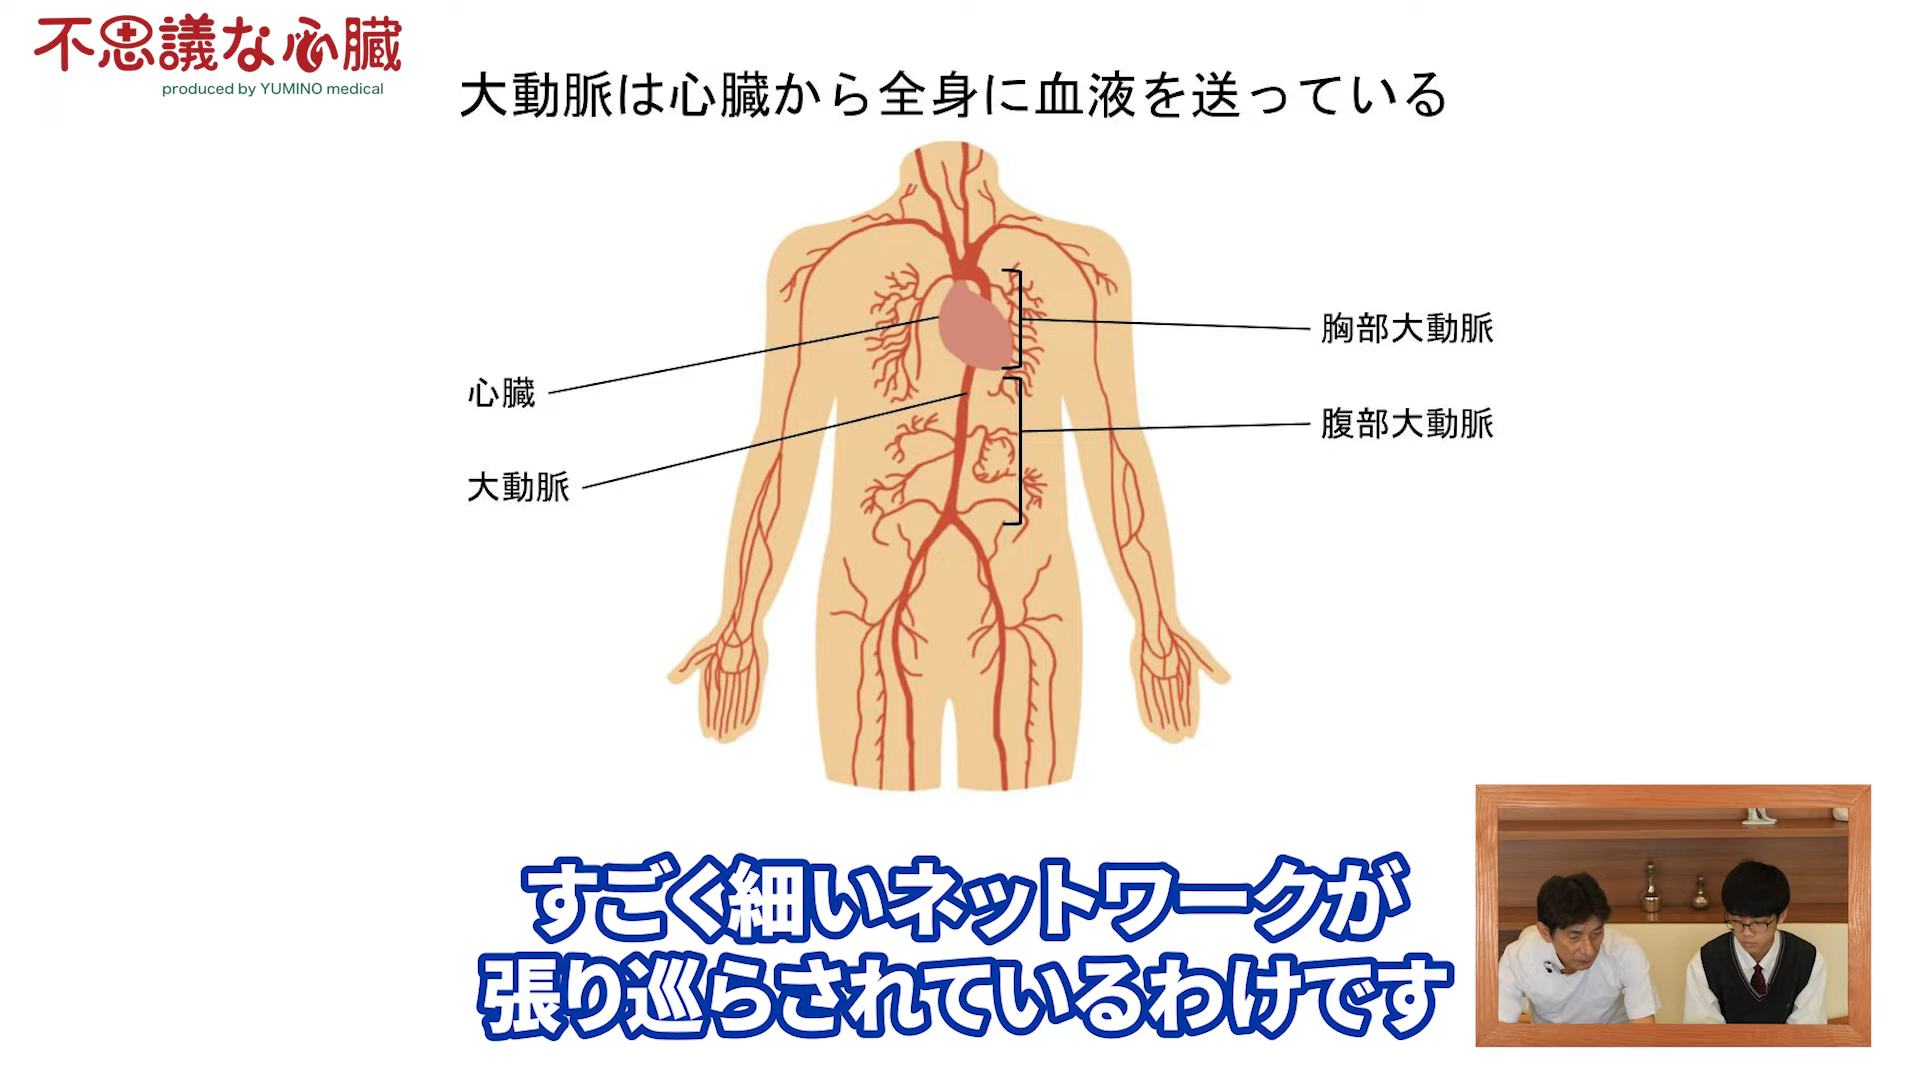 不思議な心臓
produced by YUMINO medical
大動脈は心臓から全身に血液を送っている
胸部大動脈
心臓
腹部大動脈
大動脈
すごく細いネットワークが
張り巡らされているわけです